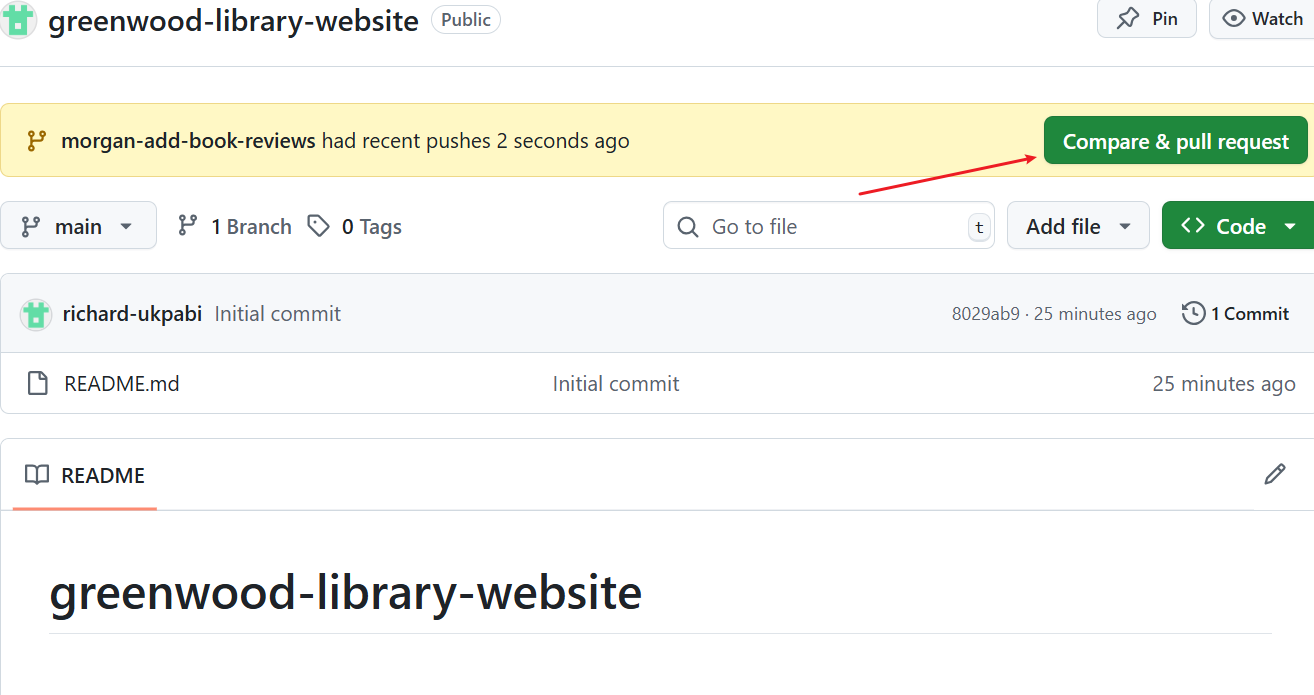 greenwood-library-website Public Pin Watch
morgan-add-book-reviews had recent pushes 2 seconds ago Compare & pull request
main 1 Branch 0 Tags Go to file t Add file Code
richard-ukpabi Initial commit 8029ab9 · 25 minutes ago 1 Commit
README.md Initial commit 25 minutes ago
README
greenwood-library-website